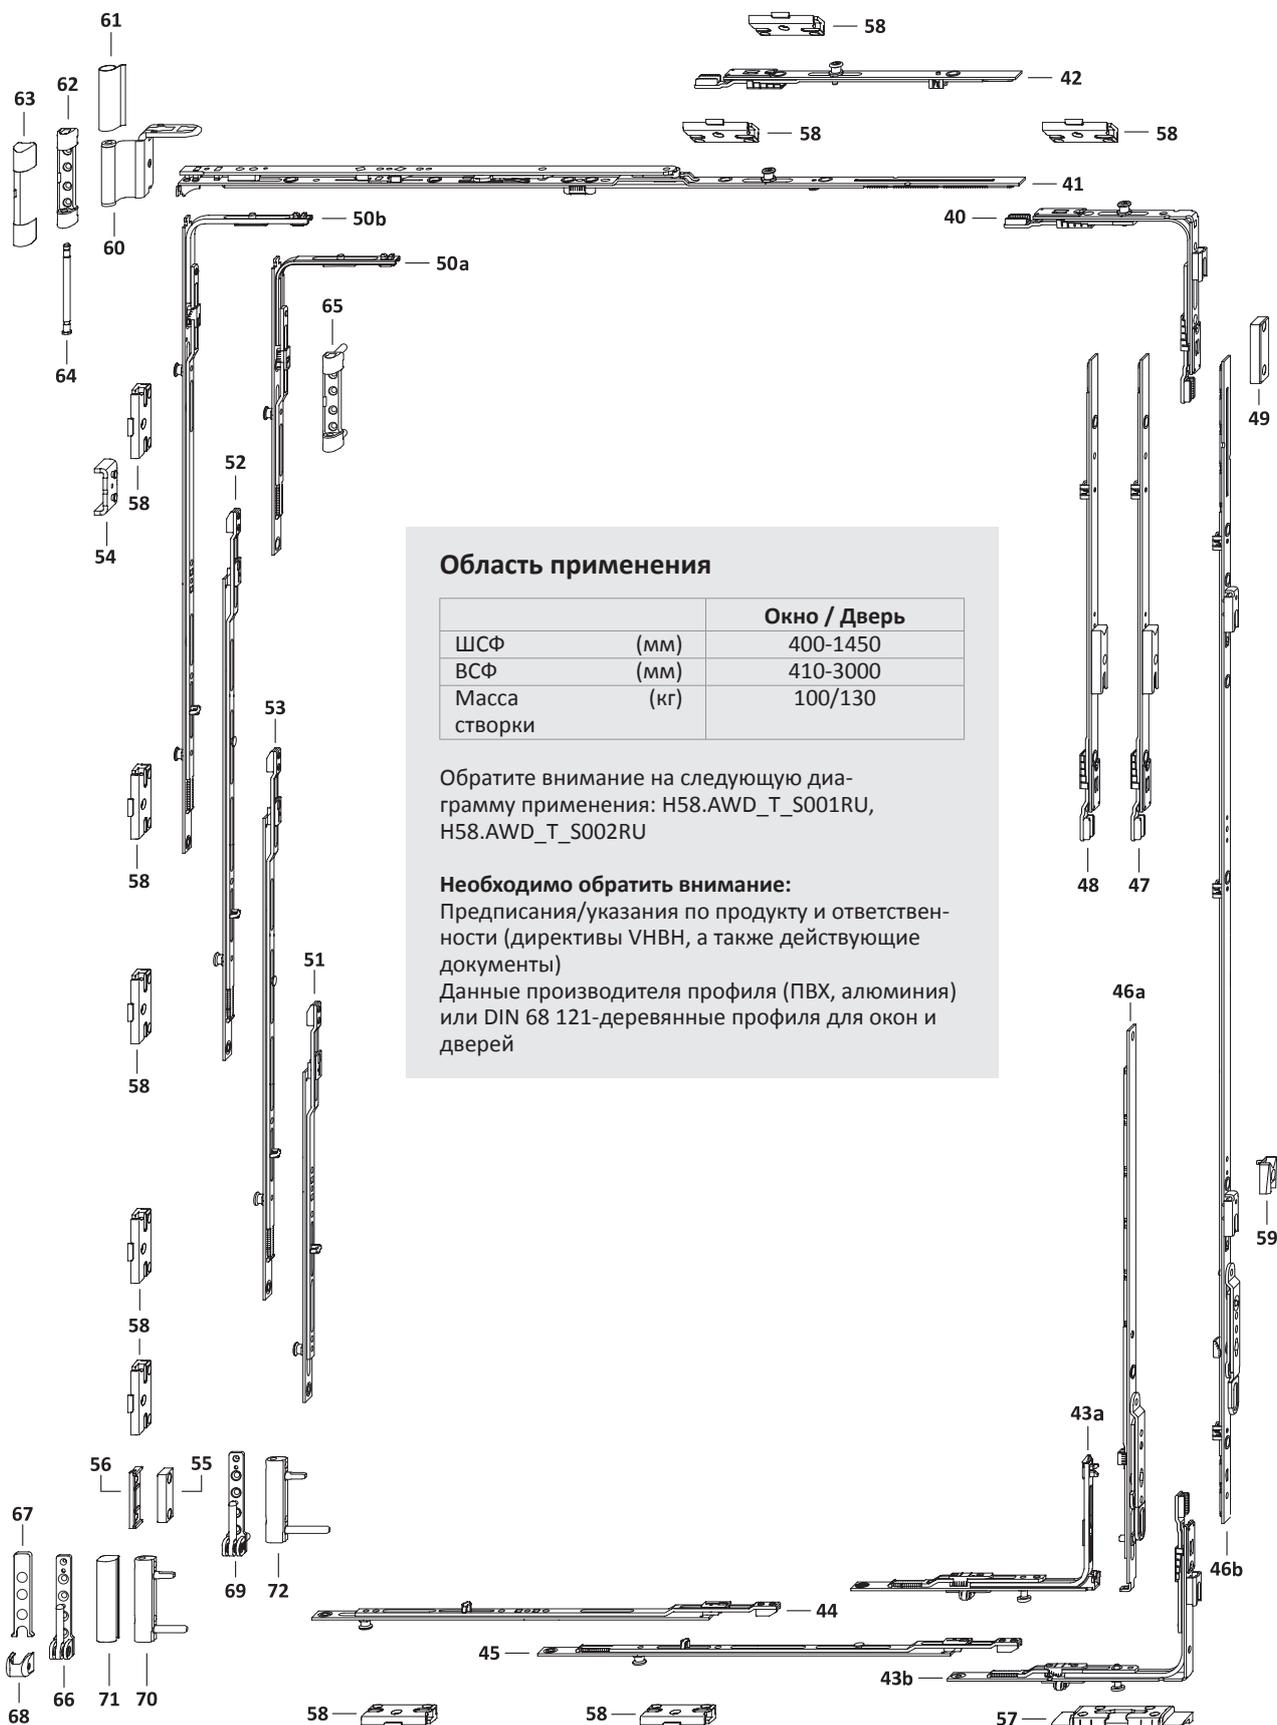 61
58
62
42
63
58
58
41
60
50b
40
50a
65
64
49
58
52
54
Область применения
Окно / Дверь
ШСФ (мм) 400-1450
ВСФ (мм) 410-3000
Масса (кг) 100/130
створки
53
Обратите внимание на следующую диа-
грамму применения: H58.AWD_T_S001RU,
H58.AWD_T_S002RU
58
48
47
Необходимо обратить внимание:
Предписания/указания по продукту и ответствен-
ности (директивы VHBH, а также действующие
документы)
Данные производителя профиля (ПВХ, алюминия)
или DIN 68 121-деревянные профиля для окон и
дверей
51
46a
58
59
58
43a
56
55
67
69
72
46b
44
45
43b
68
66
71
70
58
58
57